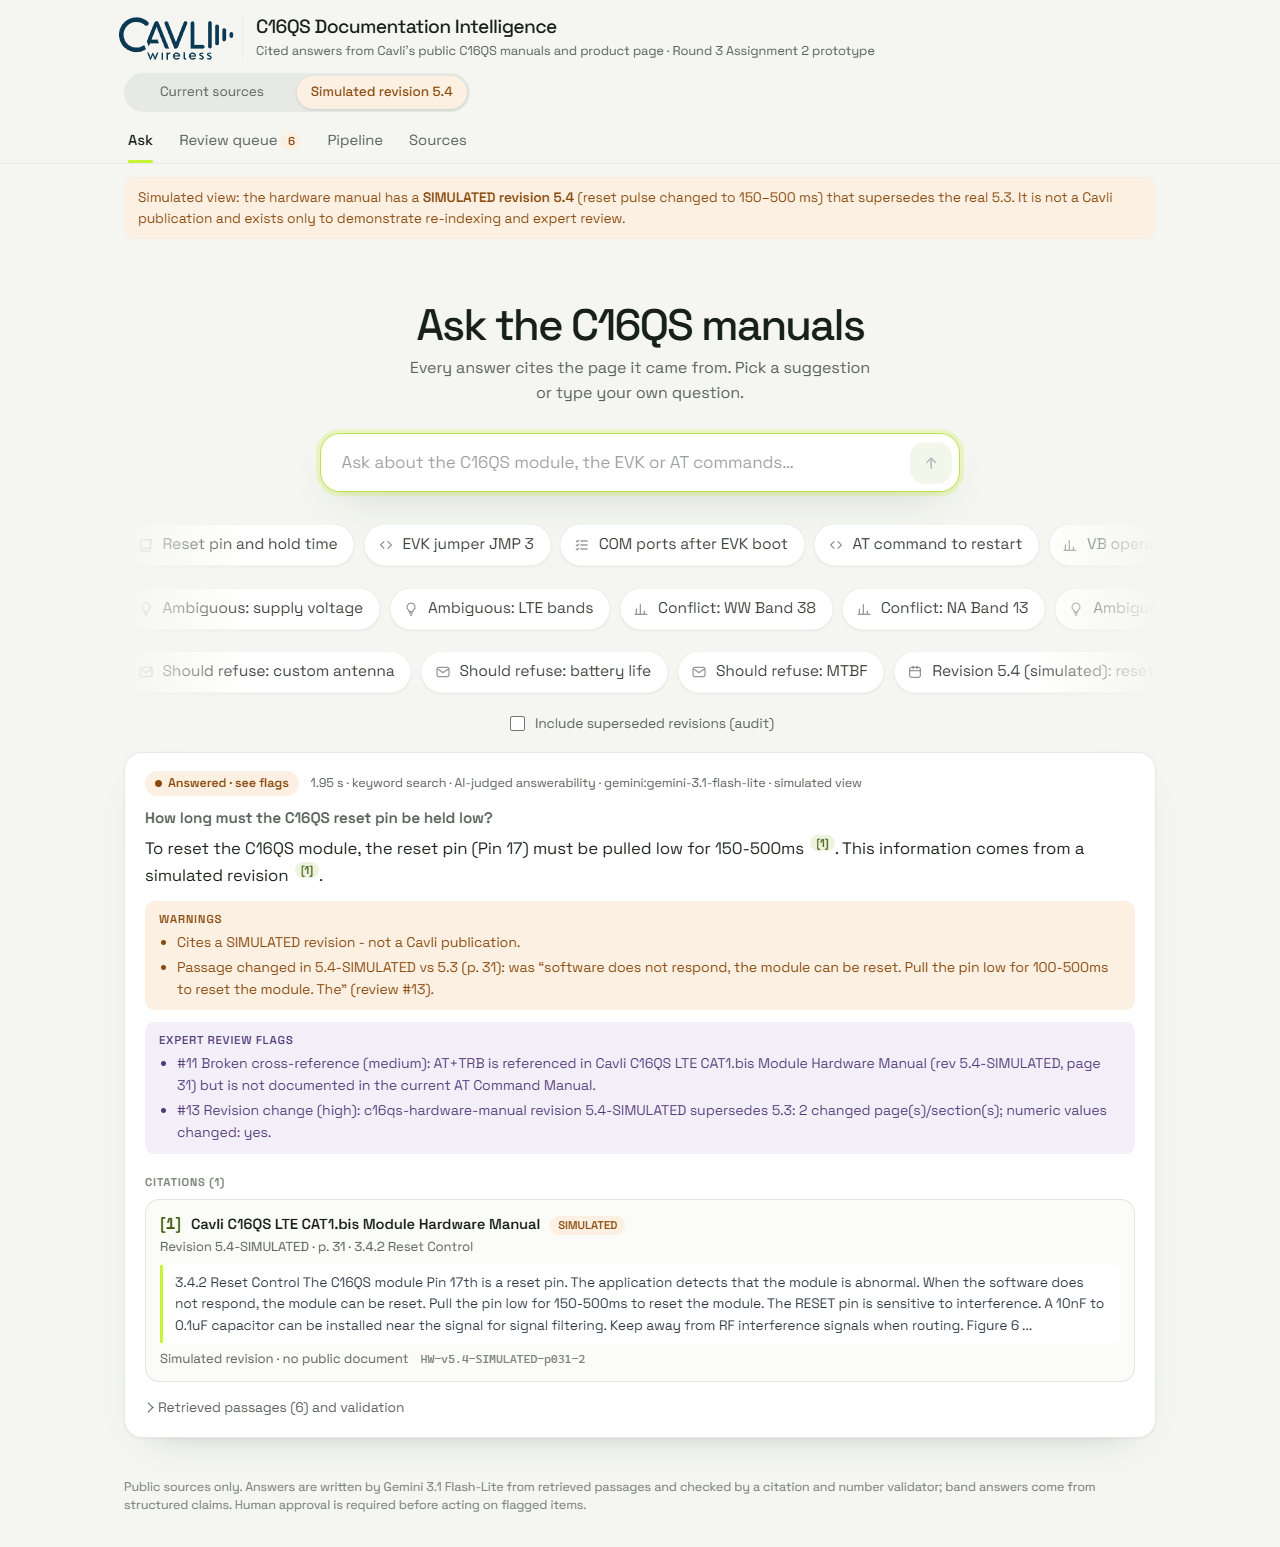 CAVLI wireless
C16QS Documentation Intelligence
Cited answers from Cavli's public C16QS manuals and product page · Round 3 Assignment 2 prototype
Current sources
Simulated revision 5.4
Ask
Review queue 6
Pipeline
Sources
Simulated view: the hardware manual has a SIMULATED revision 5.4 (reset pulse changed to 150–500 ms) that supersedes the real 5.3. It is not a Cavli
publication and exists only to demonstrate re-indexing and expert review.
Ask the C16QS manuals
Every answer cites the page it came from. Pick a suggestion
or type your own question.
Ask about the C16QS module, the EVK or AT commands…
Reset pin and hold time
EVK jumper JMP 3
COM ports after EVK boot
AT command to restart
VB opera
Ambiguous: supply voltage
Ambiguous: LTE bands
Conflict: WW Band 38
Conflict: NA Band 13
Ambigu
Should refuse: custom antenna
Should refuse: battery life
Should refuse: MTBF
Revision 5.4 (simulated): reset
Include superseded revisions (audit)
Answered · see flags
1.95 s · keyword search · AI-judged answerability · gemini:gemini-3.1-flash-lite · simulated view
How long must the C16QS reset pin be held low?
To reset the C16QS module, the reset pin (Pin 17) must be pulled low for 150-500ms [1]. This information comes from a
simulated revision [1].
WARNINGS
• Cites a SIMULATED revision - not a Cavli publication.
• Passage changed in 5.4-SIMULATED vs 5.3 (p. 31): was “software does not respond, the module can be reset. Pull the pin low for 100-500ms
to reset the module. The” (review #13).
EXPERT REVIEW FLAGS
• #11 Broken cross-reference (medium): AT+TRB is referenced in Cavli C16QS LTE CAT1.bis Module Hardware Manual (rev 5.4-SIMULATED, page
31) but is not documented in the current AT Command Manual.
• #13 Revision change (high): c16qs-hardware-manual revision 5.4-SIMULATED supersedes 5.3: 2 changed page(s)/section(s); numeric values
changed: yes.
CITATIONS (1)
[1] Cavli C16QS LTE CAT1.bis Module Hardware Manual SIMULATED
Revision 5.4-SIMULATED · p. 31 · 3.4.2 Reset Control
3.4.2 Reset Control The C16QS module Pin 17th is a reset pin. The application detects that the module is abnormal. When the software does
not respond, the module can be reset. Pull the pin low for 150-500ms to reset the module. The RESET pin is sensitive to interference. A 10nF to
0.1uF capacitor can be installed near the signal for signal filtering. Keep away from RF interference signals when routing. Figure 6 …
Simulated revision · no public document HW-v5.4-SIMULATED-p031-2
Retrieved passages (6) and validation
Public sources only. Answers are written by Gemini 3.1 Flash-Lite from retrieved passages and checked by a citation and number validator; band answers come from
structured claims. Human approval is required before acting on flagged items.